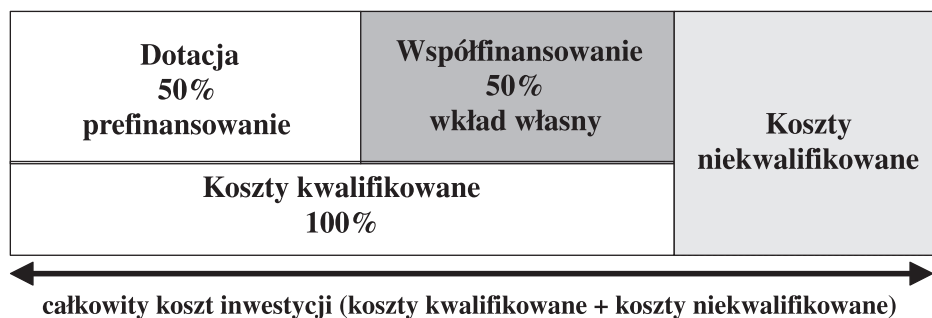 Dotacja
50%
prefinansowanie
Współfinansowanie
50%
wkład własny
Koszty
niekwalifikowane
Koszty kwalifikowane
100%
całkowity koszt inwestycji (koszty kwalifikowane + koszty niekwalifikowane)